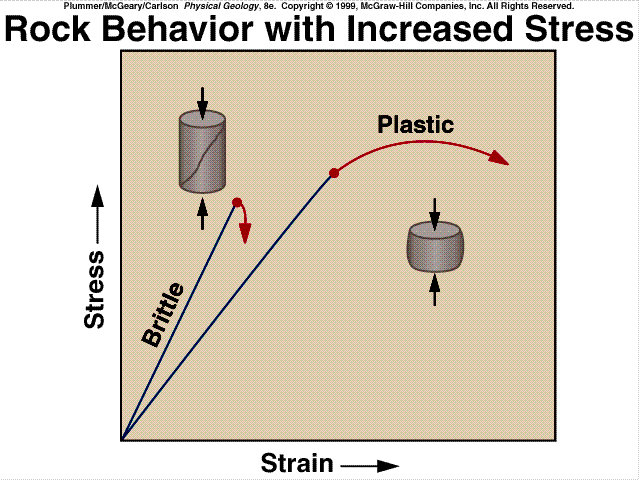 Plummer/McGeary/Carlson Physical Geology, 8e. Copyright © 1999, McGraw-Hill Companies, Inc. All Rights Reserved.
Rock Behavior with Increased Stress
Plastic
Brittle
Stress
Strain